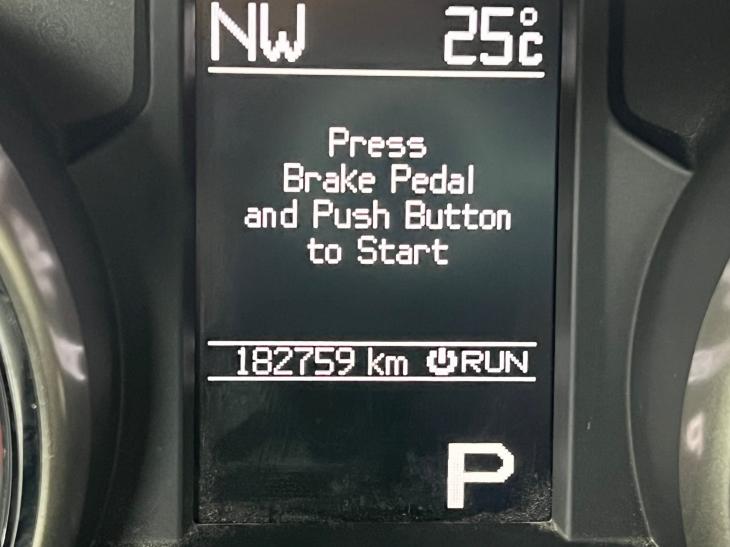 NW 25°C
Press
Brake Pedal
and Push Button
to Start
182759 km RUN
P